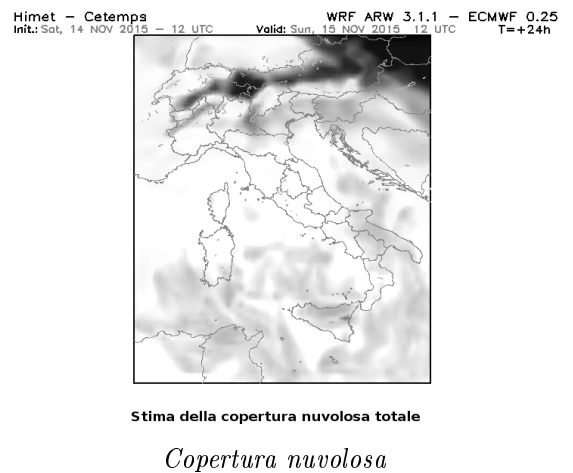 Himet – Cetemps WRF ARW 3.1.1 – ECMWF 0.25
Init.: Sat, 14 NOV 2015 – 12 UTC Valid: Sun, 15 NOV 2015 12 UTC T=+24h
Stima della copertura nuvolosa totale
Copertura nuvolosa